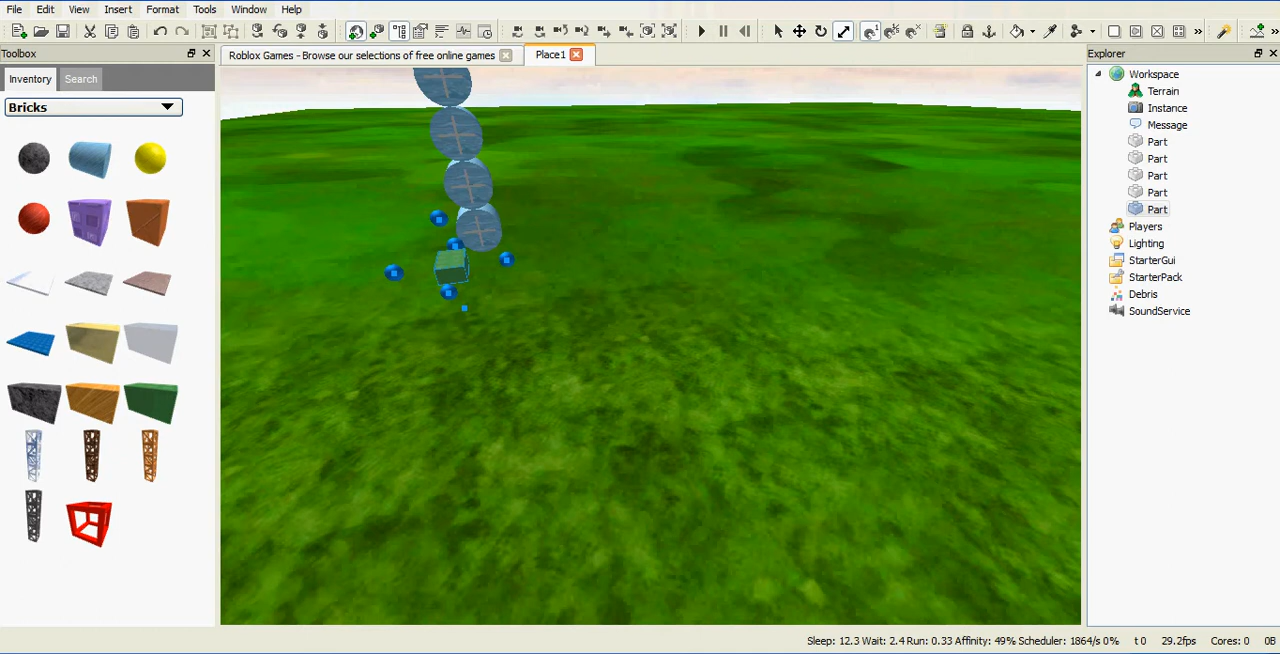 File Edit View Insert Format Tools Window Help
Toolbox
Roblox Games - Browse our selections of free online games
Place1
Explorer
Inventory
Search
Bricks
Workspace
Terrain
Instance
Message
Part
Part
Part
Part
Part
Players
Lighting
StarterGui
StarterPack
Debris
SoundService
Sleep: 12.3 Wait: 2.4 Run: 0.33 Affinity: 49% Scheduler: 1864/s 0% t 0 29.2fps Cores: 0 0B